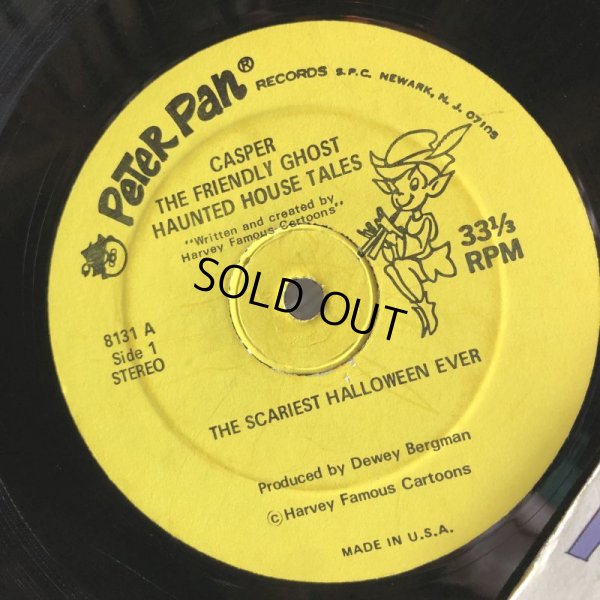 PETER PAN® RECORDS S.P.C. NEWARK, N. J. 07105
CASPER
THE FRIENDLY GHOST
HAUNTED HOUSE TALES
"Written and created by
Harvey Famous Cartoons"
33⅓
RPM
SOLD OUT
8131 A
Side 1
STEREO
THE SCARIEST HALLOWEEN EVER
Produced by Dewey Bergman
©Harvey Famous Cartoons
MADE IN U.S.A.